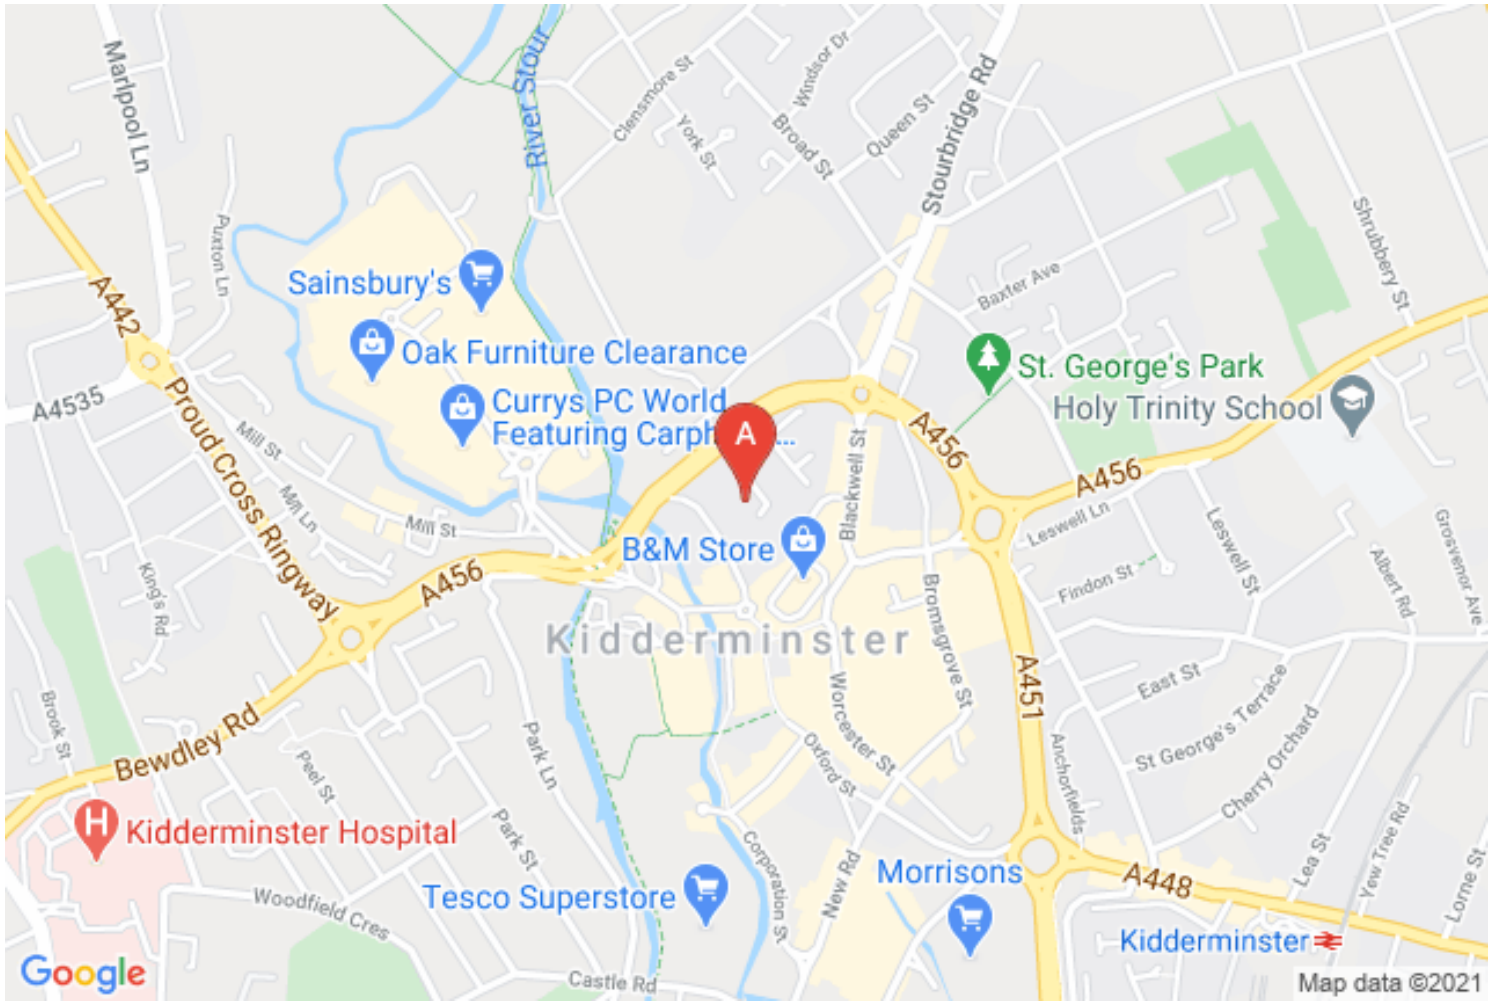 Marlpool Ln
River Stour
Clensmore St
York St
Windsor Dr
Broad St
Queen St
Stourbridge Rd
Shrubbery St
Puxton Ln
Sainsbury's
Baxter Ave
A442
Oak Furniture Clearance
St. George's Park
A4535
Currys PC World
Featuring Carph
...
A
Holy Trinity School
Proud Cross Ringway
Mill St
A456
A456
Mill Ln
Mill St
Blackwell St
Leswell Ln
Leswell St
Grosvenor Ave
B&M Store
Albert Rd
A456
Findon St
King's Rd
Kidderminster
Bromsgrove St
Brook St
A451
East St
Worcester St
St George's Terrace
Bewdley Rd
Park Ln
Oxford St
Cherry Orchard
Anchorfields
Peel St
Park St
Kidderminster Hospital
Corporation St
New Rd
Morrisons
A448
Lea St
Yew Tree Rd
Lorne St
Tesco Superstore
Woodfield Cres
Kidderminster
Google
Castle Rd
Map data ©2021